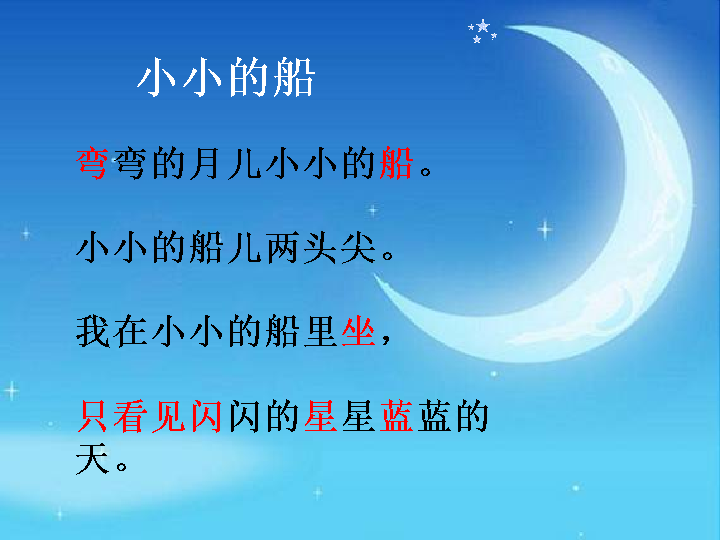 小小的船
弯弯的月儿小小的船。
小小的船儿两头尖。
我在小小的船里坐，
只看见闪闪的星星蓝蓝的
天。